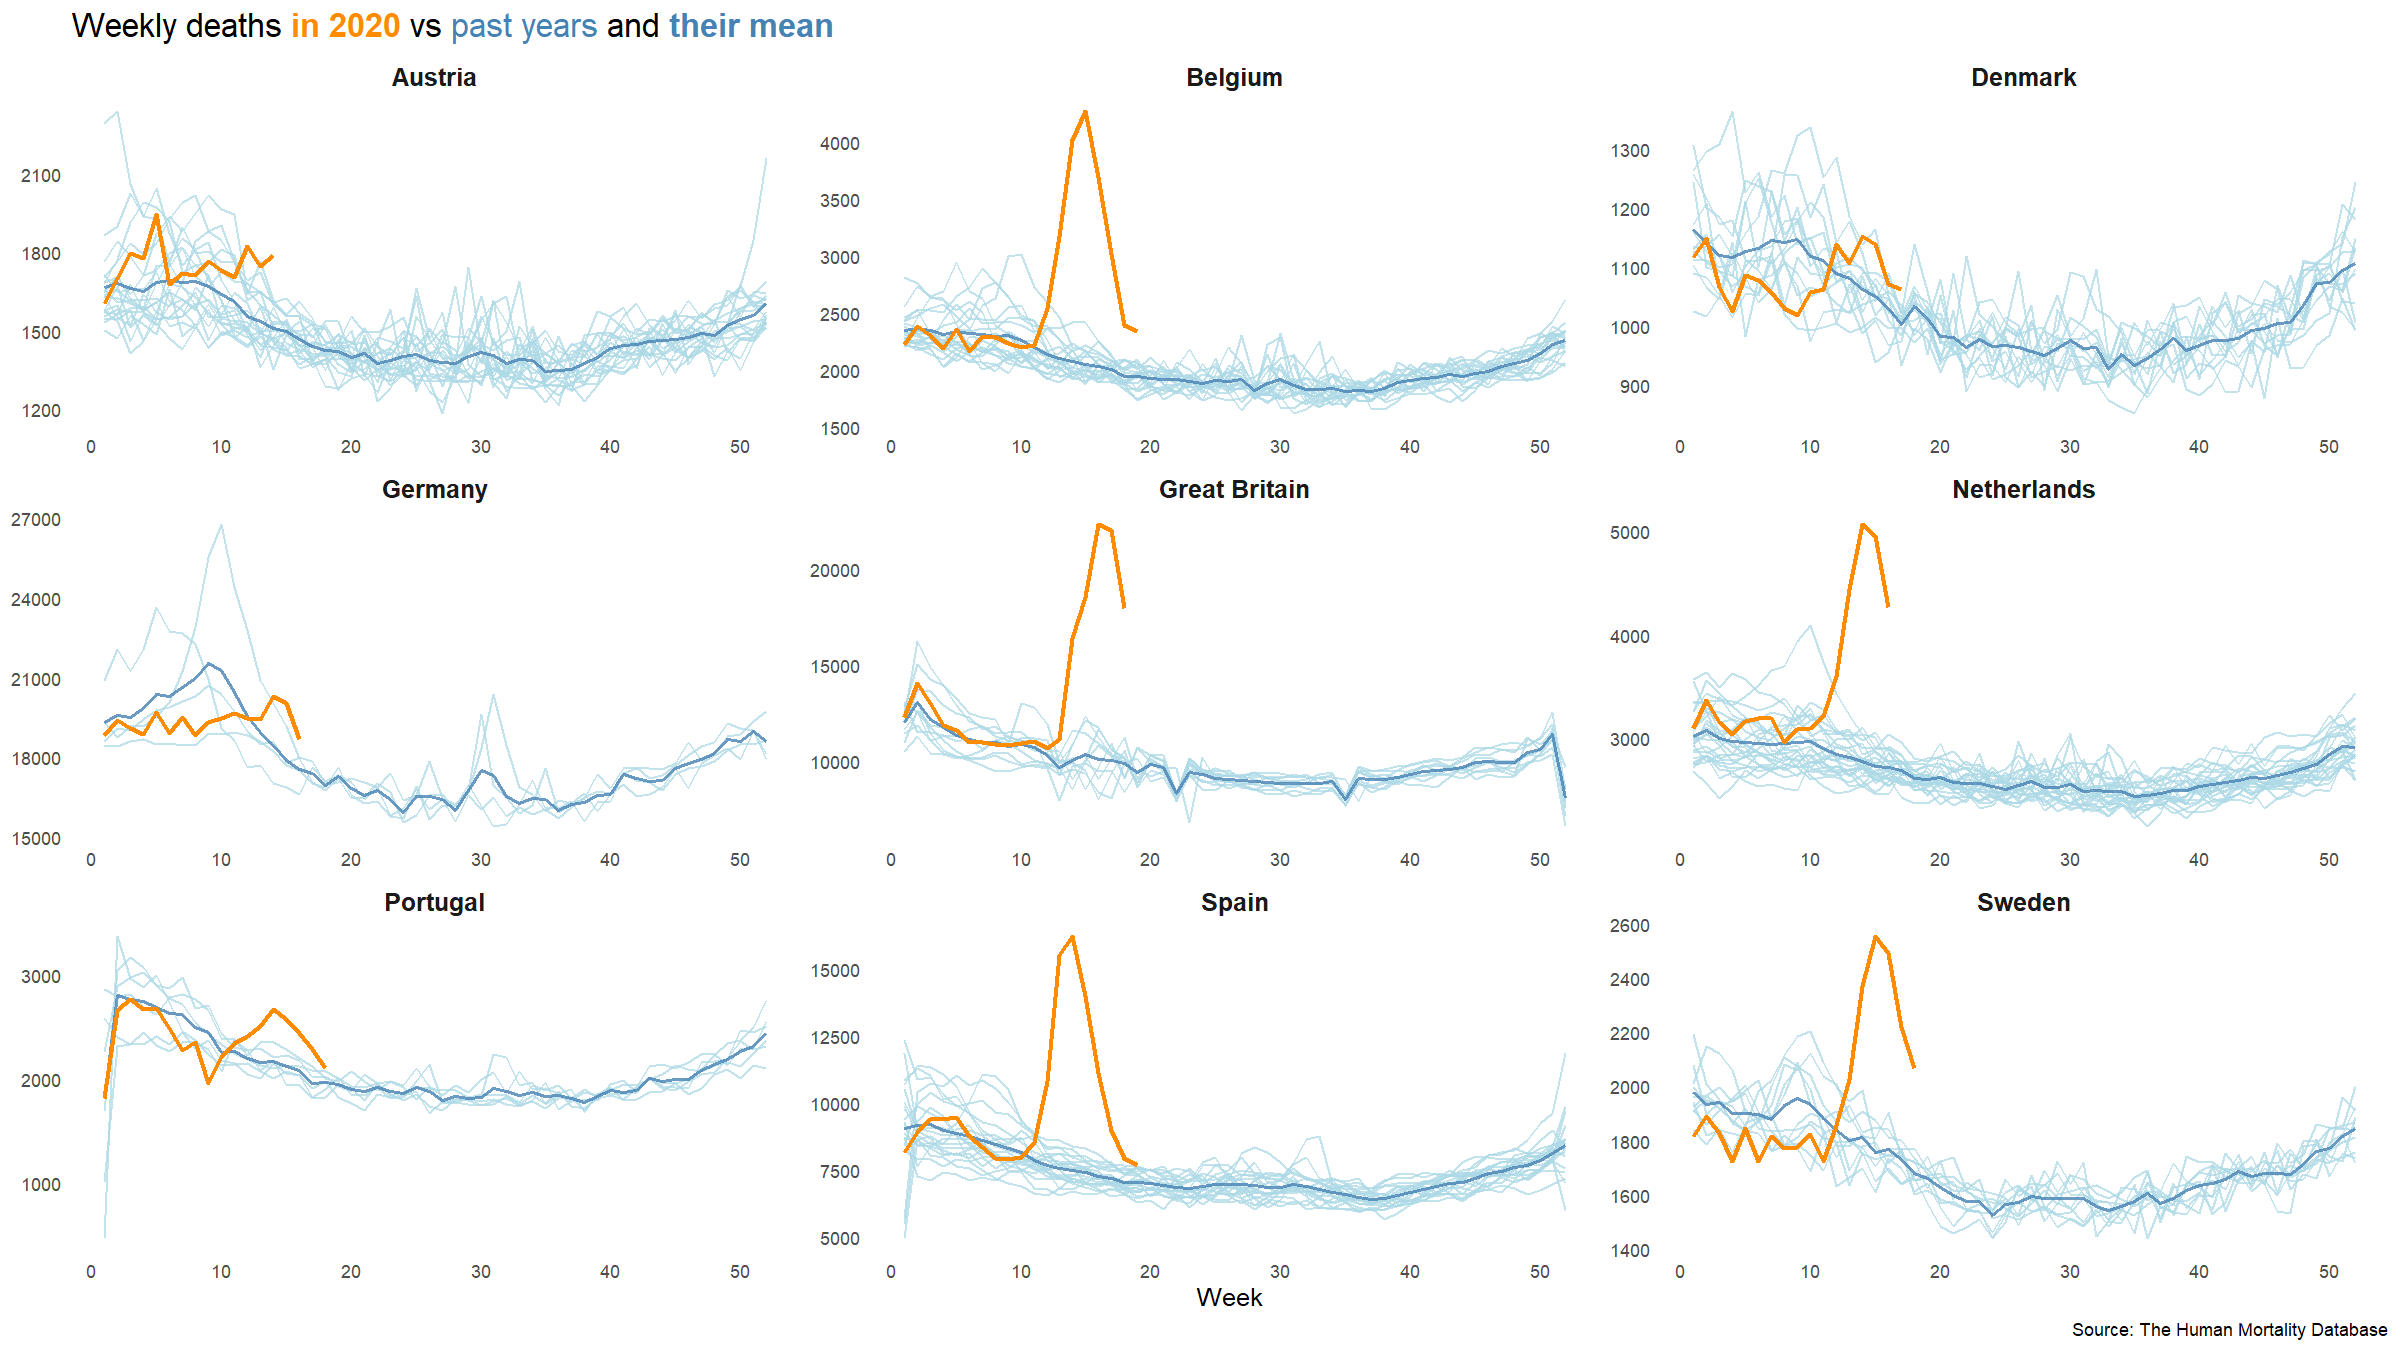 Weekly deaths in 2020 vs past years and their mean
Austria
Belgium
Denmark
2100
1800
1500
1200
0 10 20 30 40 50
4000
3500
3000
2500
2000
1500
0 10 20 30 40 50
1300
1200
1100
1000
900
0 10 20 30 40 50
Germany
Great Britain
Netherlands
27000
24000
21000
18000
15000
0 10 20 30 40 50
20000
15000
10000
0 10 20 30 40 50
5000
4000
3000
0 10 20 30 40 50
Portugal
Spain
Sweden
3000
2000
1000
0 10 20 30 40 50
15000
12500
10000
7500
5000
0 10 20 30 40 50
2600
2400
2200
2000
1800
1600
1400
0 10 20 30 40 50
Week
Source: The Human Mortality Database